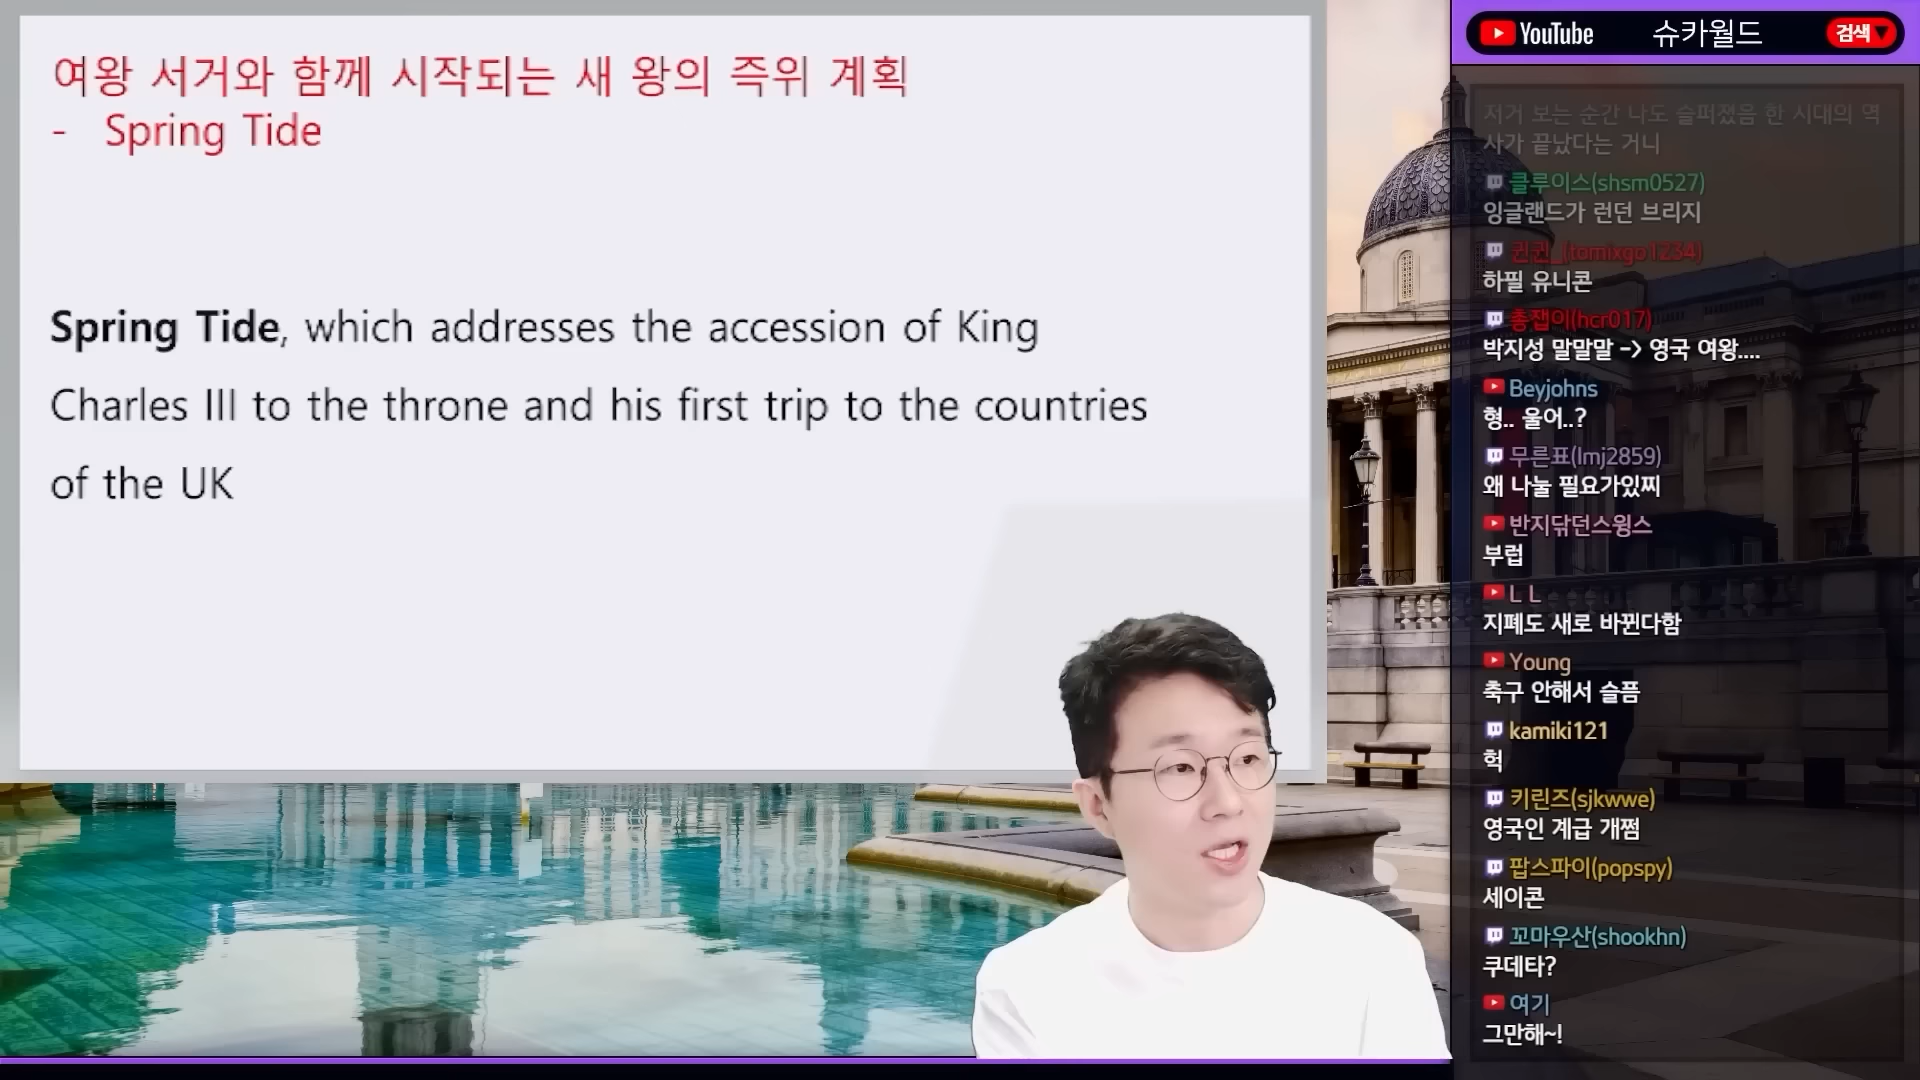 여왕 서거와 함께 시작되는 새 왕의 즉위 계획
- Spring Tide
Spring Tide, which addresses the accession of King
Charles III to the throne and his first trip to the countries
of the UK
YouTube 슈카월드 검색
저거 보는 순간 나도 슬퍼졌음 한 시대의 역
사가 끝났다는 거니
클루이스(shsm0527)
잉글랜드가 런던 브리지
퀸퀸_(tomixgo1234)
하필 유니콘
총잽이(hcr017)
박지성 말말말 -> 영국 여왕....
Beyjohns
형.. 울어..?
무른표(lmj2859)
왜 나눌 필요가있찌
반지닦던스윙스
부럽
L L
지폐도 새로 바뀐다함
Young
축구 안해서 슬픔
kamiki121
헉
키린즈(sjkwwe)
영국인 계급 개쩜
팝스파이(popspy)
세이콘
꼬마우산(shookhn)
쿠데타?
여기
그만해~!